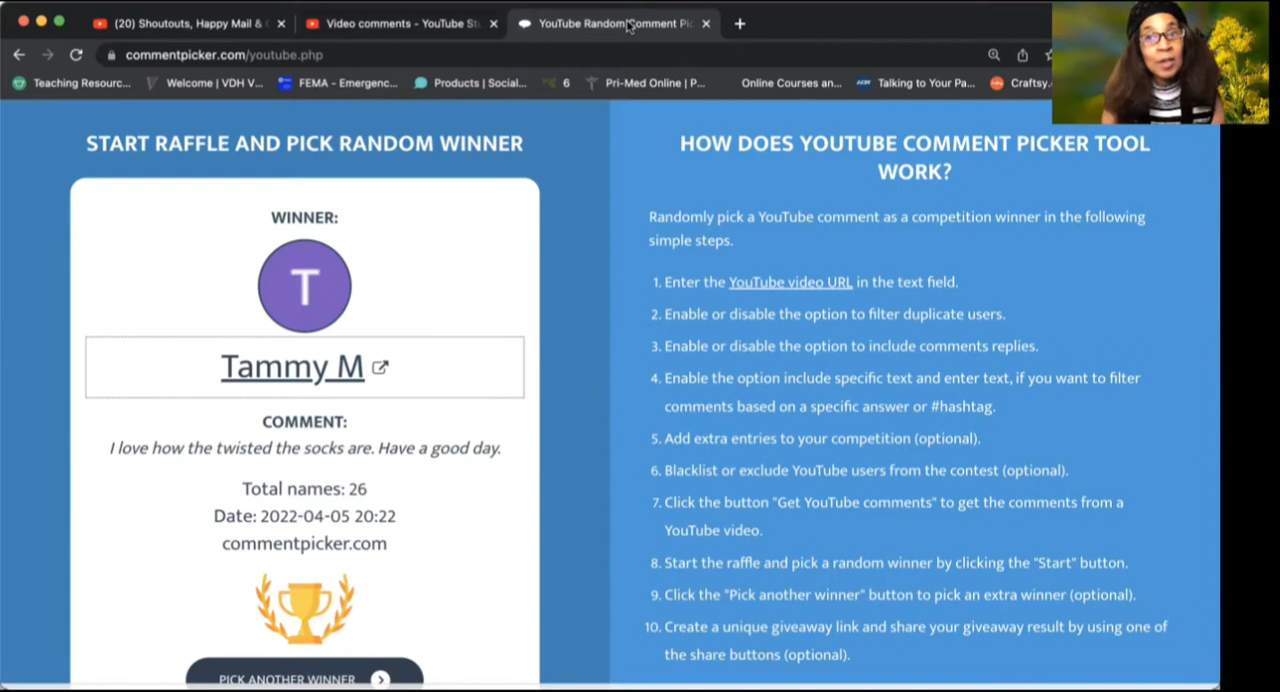 (20) Shoutouts, Happy Mail &
Video comments - YouTube St
YouTube Random Comment Pic
commentpicker.com/youtube.php
Teaching Resourc...
Welcome | VDH V...
FEMA - Emergenc...
Products | Social...
6
Pri-Med Online | P...
Online Courses an...
Talking to Your Pa...
Craftsy.
START RAFFLE AND PICK RANDOM WINNER
WINNER:
T
Tammy M
COMMENT:
I love how the twisted the socks are. Have a good day.
Total names: 26
Date: 2022-04-05 20:22
commentpicker.com
PICK ANOTHER WINNER
HOW DOES YOUTUBE COMMENT PICKER TOOL
WORK?
Randomly pick a YouTube comment as a competition winner in the following
simple steps.
1. Enter the YouTube video URL in the text field.
2. Enable or disable the option to filter duplicate users.
3. Enable or disable the option to include comments replies.
4. Enable the option include specific text and enter text, if you want to filter
comments based on a specific answer or #hashtag.
5. Add extra entries to your competition (optional).
6. Blacklist or exclude YouTube users from the contest (optional).
7. Click the button "Get YouTube comments" to get the comments from a
YouTube video.
8. Start the raffle and pick a random winner by clicking the "Start" button.
9. Click the "Pick another winner" button to pick an extra winner (optional).
10. Create a unique giveaway link and share your giveaway result by using one of
the share buttons (optional).